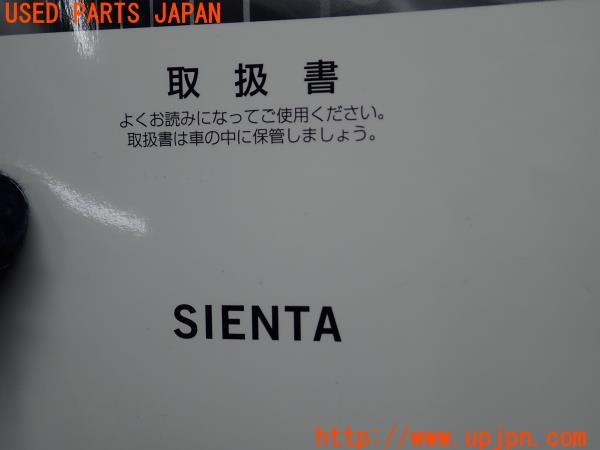 USED PARTS JAPAN
取扱書
よくお読みになってご使用ください。
取扱書は車の中に保管しましょう。
SIENTA
http://www.upjpn.com